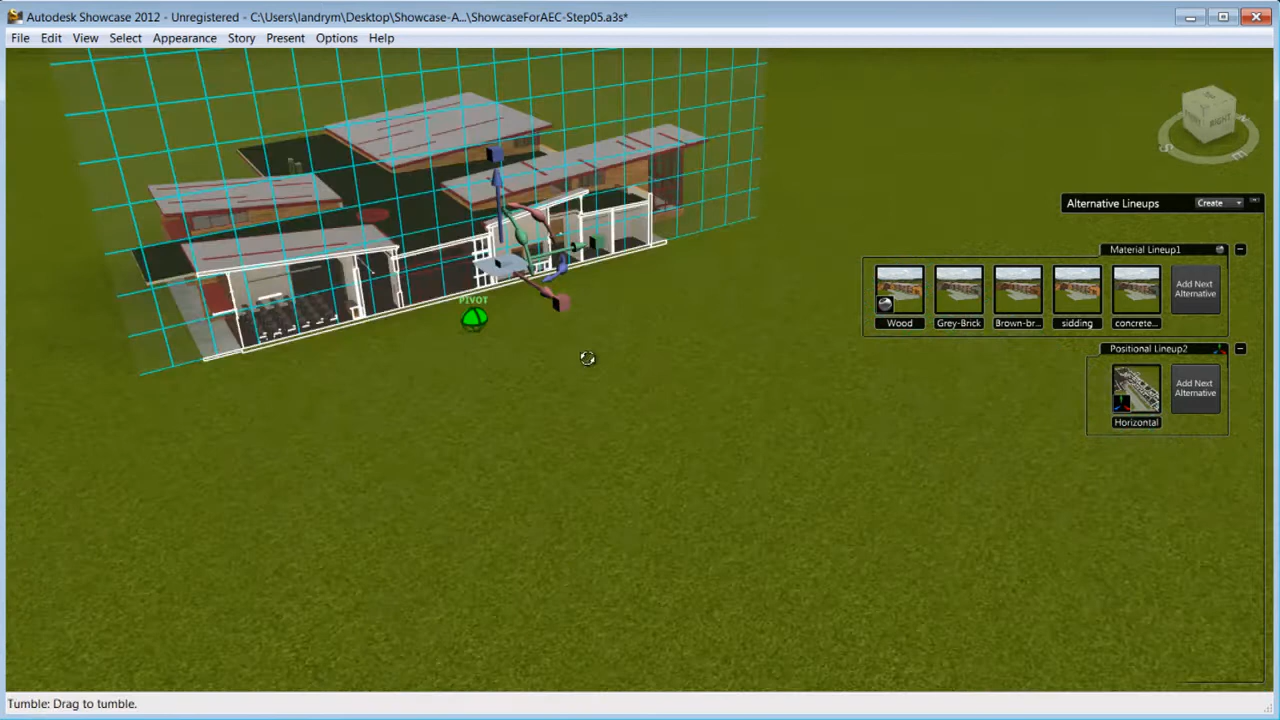 Autodesk Showcase 2012 - Unregistered - C:\Users\landrym\Desktop\Showcase-A...\ShowcaseForAEC-Step05.a3s*
File Edit View Select Appearance Story Present Options Help
RIGHT
S
E
Alternative Lineups Create
Material Lineup1
Wood Grey-Brick Brown-br... sidding concrete...
Add Next
Alternative
Positional Lineup2
Horizontal
Add Next
Alternative
PIVOT
Tumble: Drag to tumble.